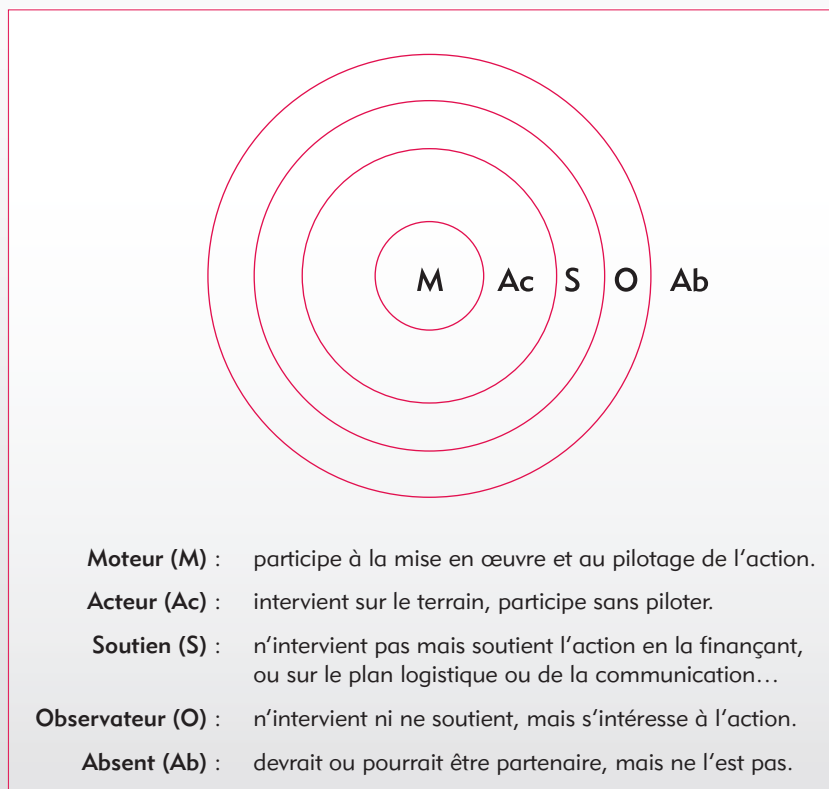 M Ac S O Ab
Moteur (M) : participe à la mise en œuvre et au pilotage de l’action.
Acteur (Ac) : intervient sur le terrain, participe sans piloter.
Soutien (S) : n’intervient pas mais soutient l’action en la finançant,
ou sur le plan logistique ou de la communication…
Observateur (O) : n’intervient ni ne soutient, mais s’intéresse à l’action.
Absent (Ab) : devrait ou pourrait être partenaire, mais ne l’est pas.